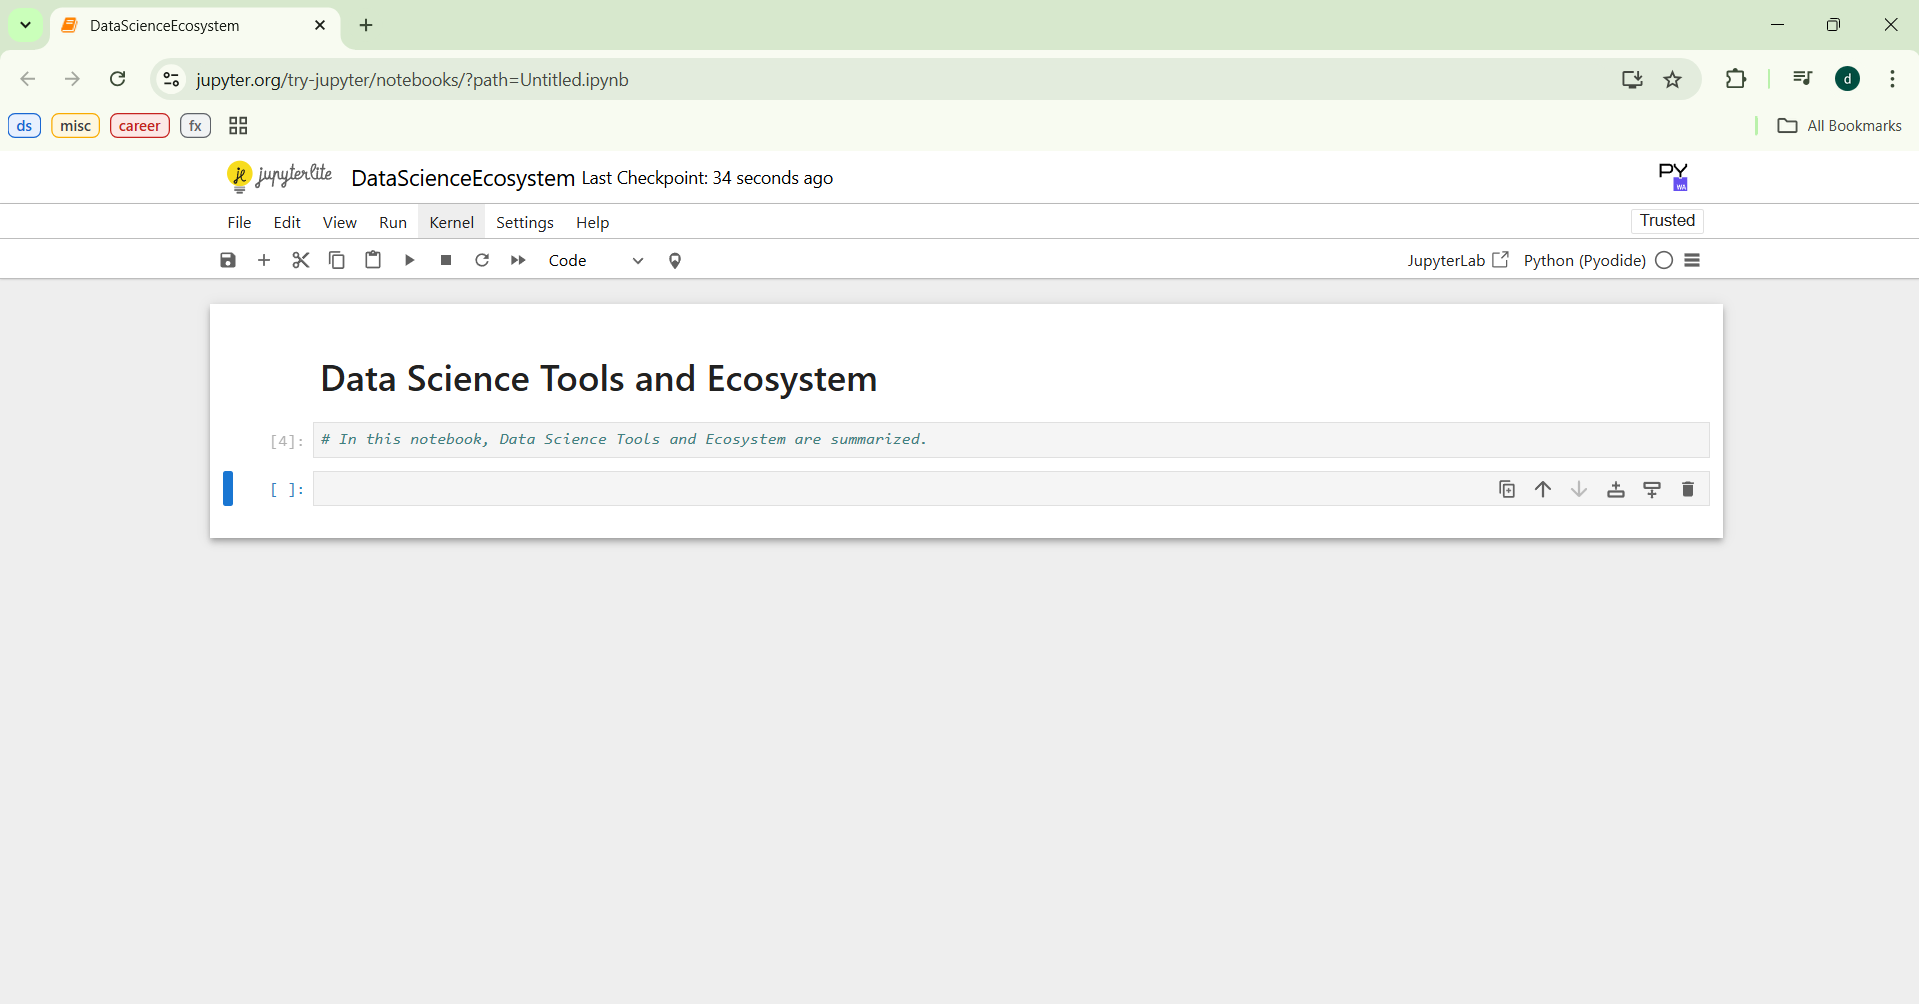 DataScienceEcosystem
jupyter.org/try-jupyter/notebooks/?path=Untitled.ipynb
d
ds misc career fx All Bookmarks
je jupyterlite DataScienceEcosystem Last Checkpoint: 34 seconds ago PY WA
File Edit View Run Kernel Settings Help Trusted
Code JupyterLab Python (Pyodide)
Data Science Tools and Ecosystem
[4]: # In this notebook, Data Science Tools and Ecosystem are summarized.
[ ]: